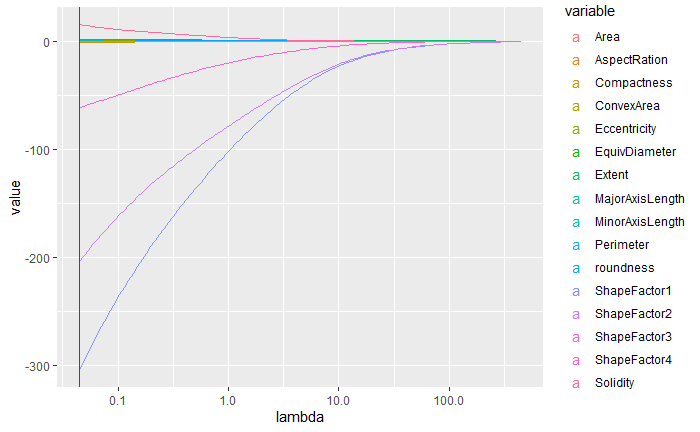 variable
a Area
a AspectRation
a Compactness
a ConvexArea
a Eccentricity
a EquivDiameter
a Extent
a MajorAxisLength
a MinorAxisLength
a Perimeter
a roundness
a ShapeFactor1
a ShapeFactor2
a ShapeFactor3
a ShapeFactor4
a Solidity
value
0
-100
-200
-300
0.1 1.0 10.0 100.0
lambda